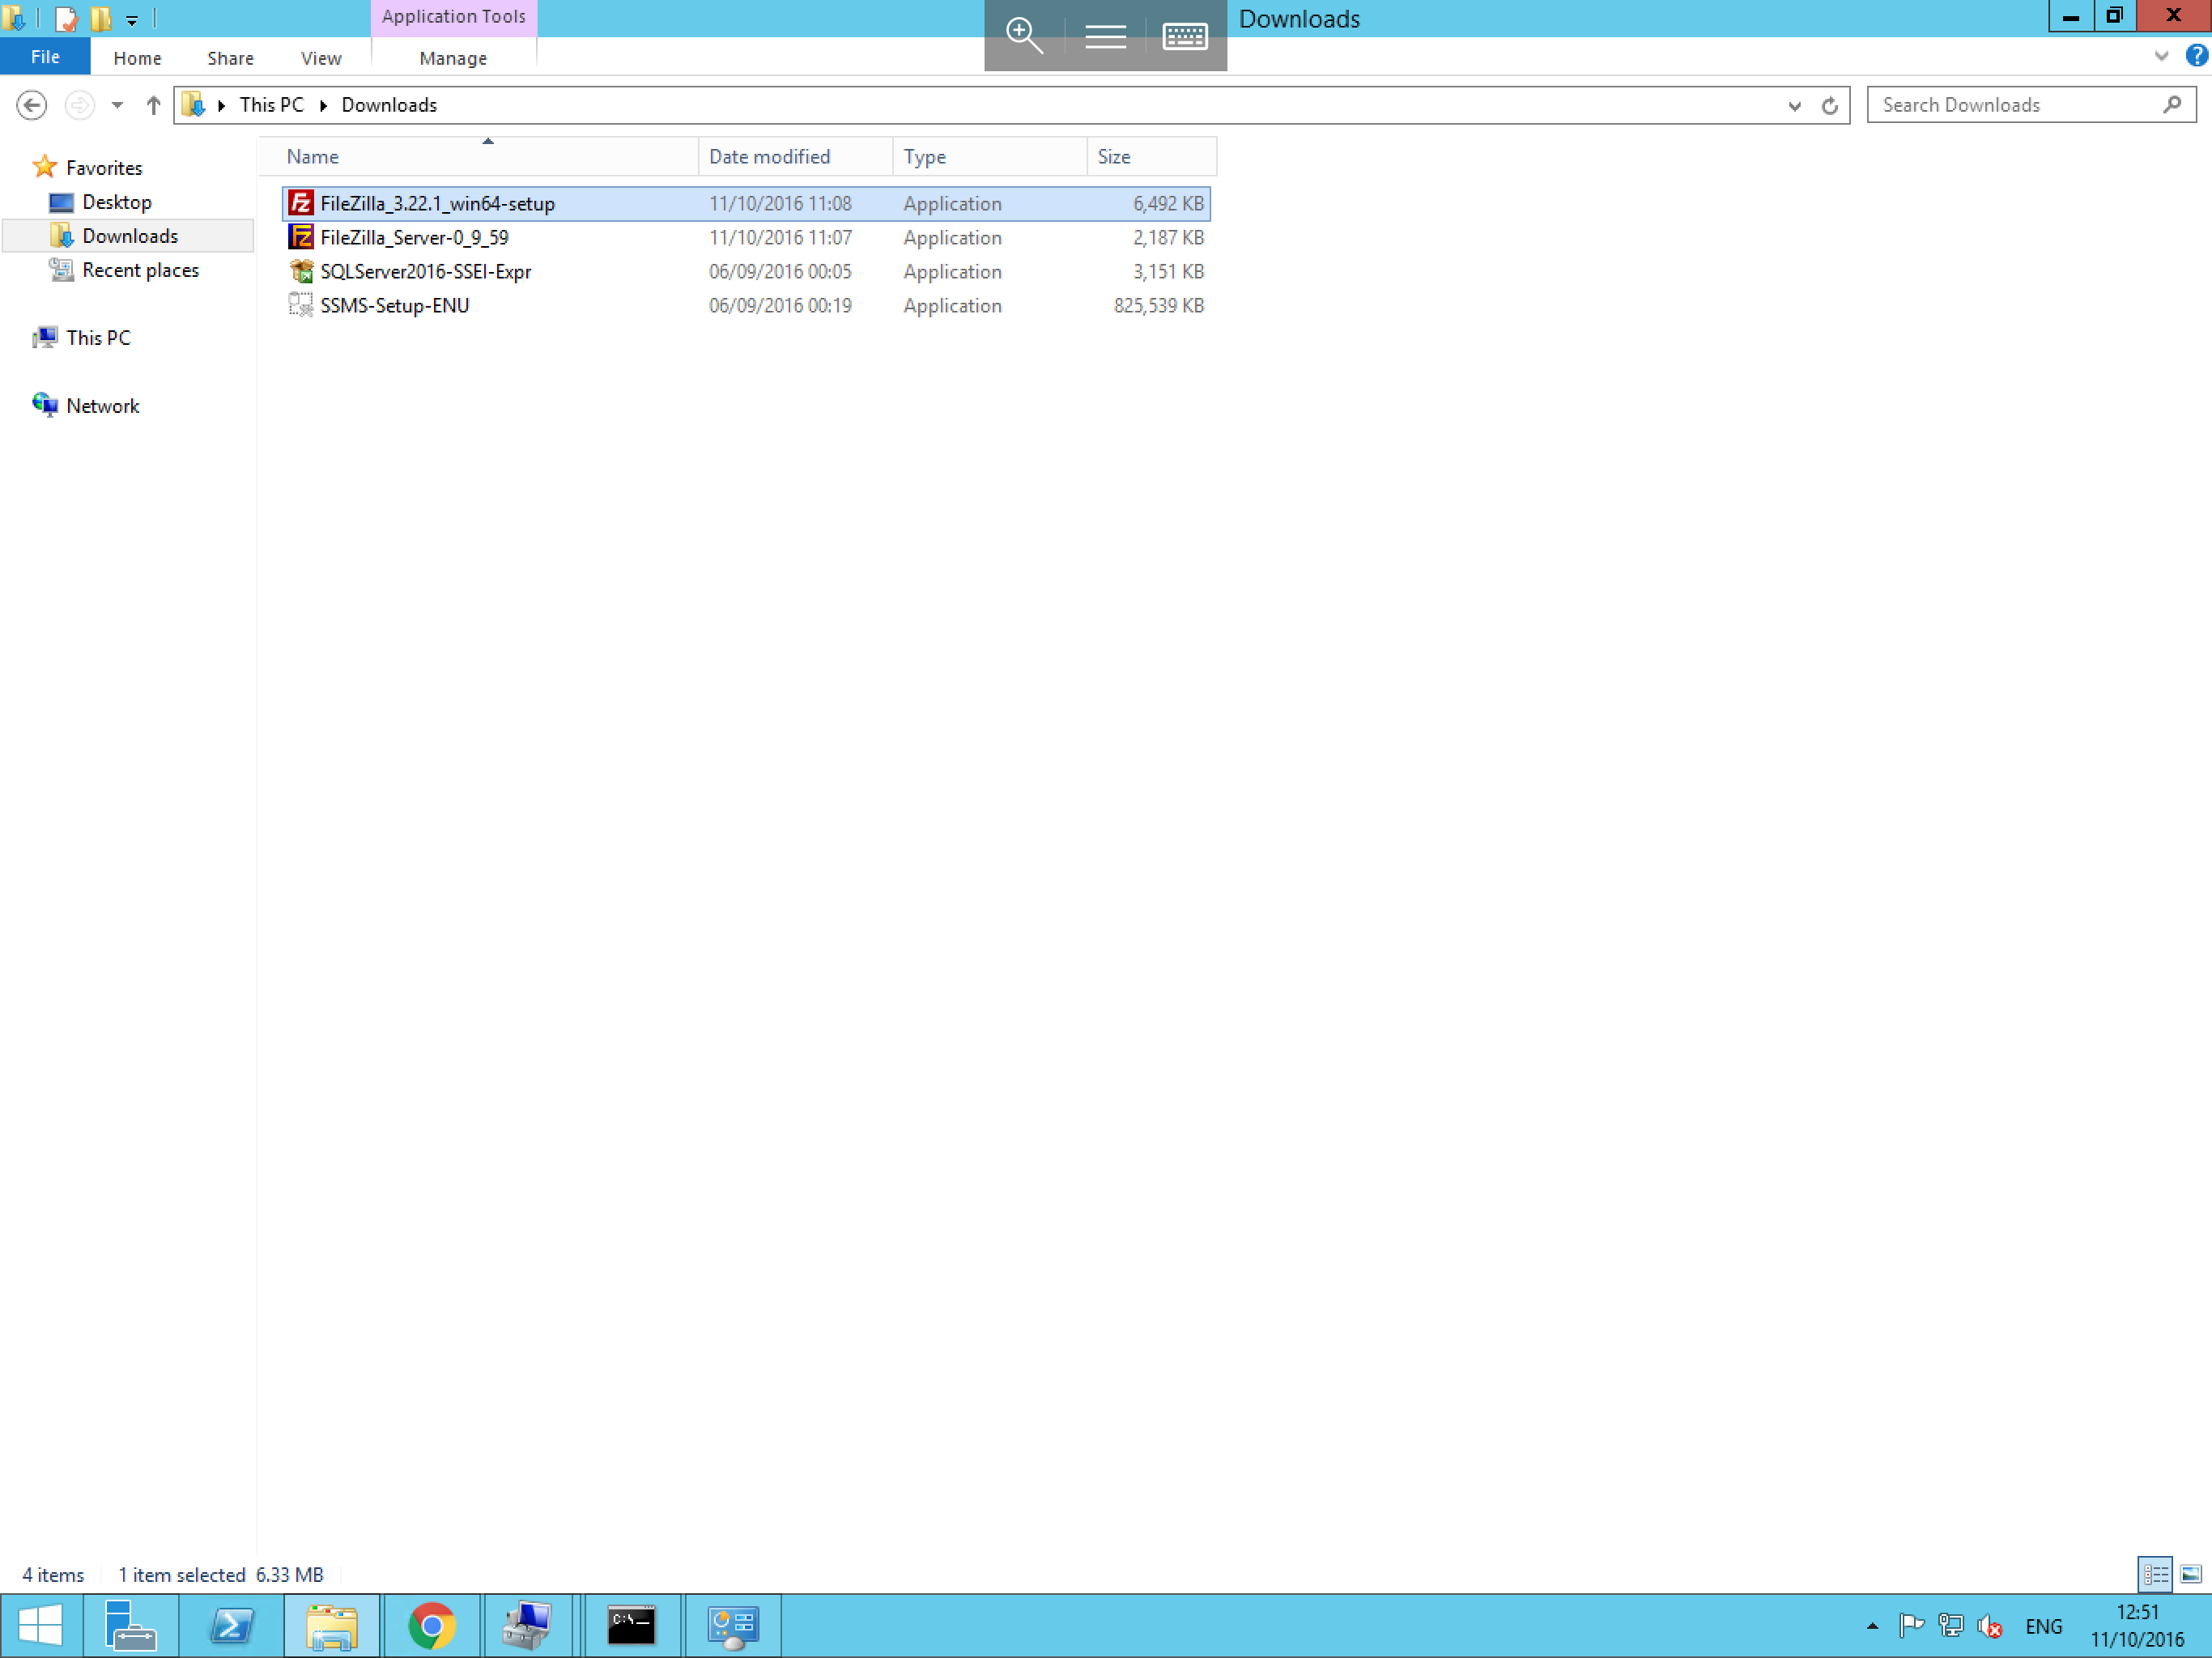 Application Tools
Downloads
File Home Share View Manage
This PC Downloads
Search Downloads
Name Date modified Type Size
Favorites
Desktop
Downloads
Recent places
This PC
Network
FileZilla_3.22.1_win64-setup 11/10/2016 11:08 Application 6,492 KB
FileZilla_Server-0_9_59 11/10/2016 11:07 Application 2,187 KB
SQLServer2016-SSEI-Expr 06/09/2016 00:05 Application 3,151 KB
SSMS-Setup-ENU 06/09/2016 00:19 Application 825,539 KB
4 items 1 item selected 6.33 MB
C:\_
ENG
12:51
11/10/2016